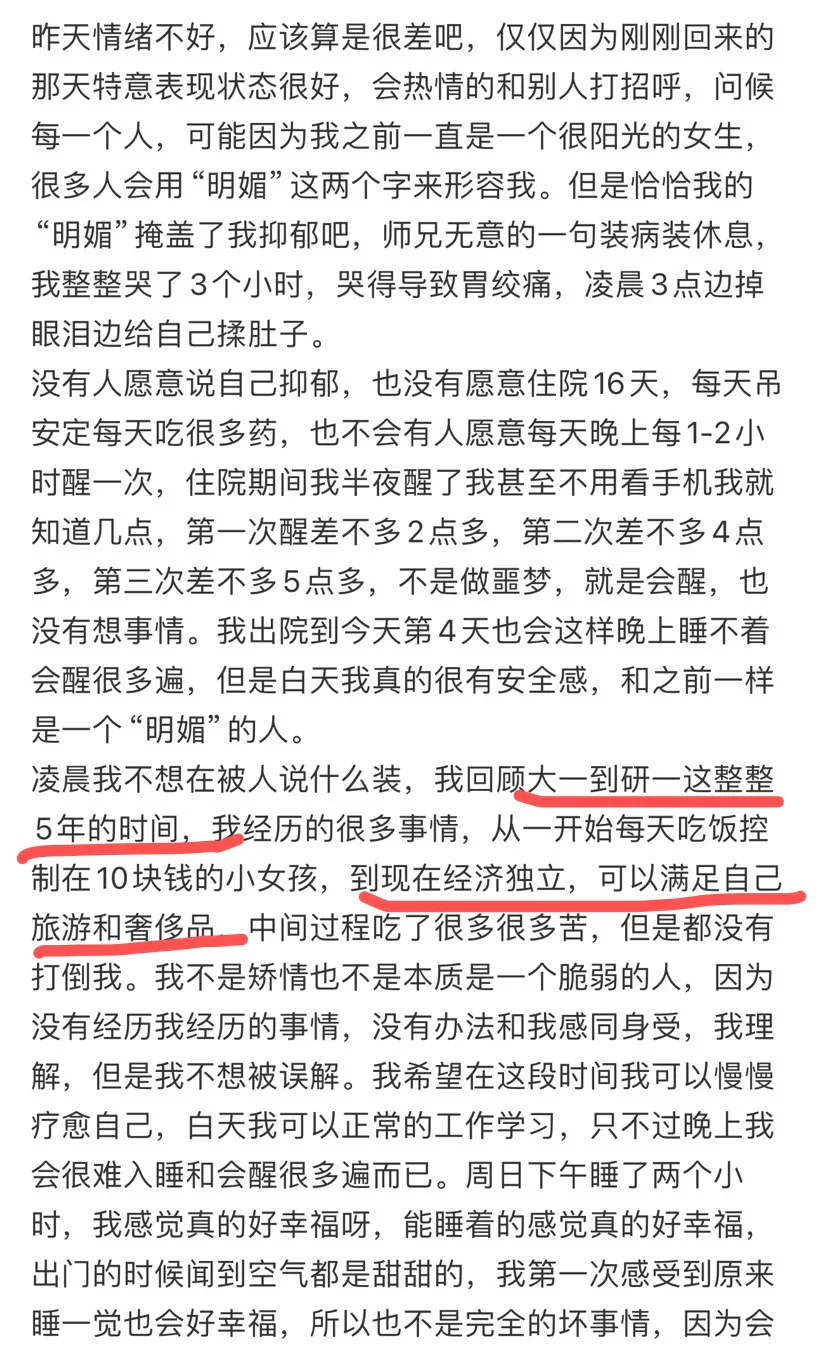 昨天情绪不好，应该算是很差吧，仅仅因为刚刚回来的
那天特意表现状态很好，会热情的和别人打招呼，问候
每一个人，可能因为我之前一直是一个很阳光的女生，
很多人会用“明媚”这两个字来形容我。但是恰恰我的
“明媚”掩盖了我抑郁吧，师兄无意的一句装病装休息，
我整整哭了3个小时，哭得导致胃绞痛，凌晨3点边掉
眼泪边给自己揉肚子。
没有人愿意说自己抑郁，也没有愿意住院16天，每天吊
安定每天吃很多药，也不会有人愿意每天晚上每1-2小
时醒一次，住院期间我半夜醒了我甚至不用看手机我就
知道几点，第一次醒差不多2点多，第二次差不多4点
多，第三次差不多5点多，不是做噩梦，就是会醒，也
没有想事情。我出院到今天第4天也会这样晚上睡不着
会醒很多遍，但是白天我真的很有安全感，和之前一样
是一个“明媚”的人。
凌晨我不想在被人说什么装，我回顾大一到研一这整整
5年的时间，我经历的很多事情，从一开始每天吃饭控
制在10块钱的小女孩，到现在经济独立，可以满足自己
旅游和奢侈品，中间过程吃了很多很多苦，但是都没有
打倒我。我不是矫情也不是本质是一个脆弱的人，因为
没有经历我经历的事情，没有办法和我感同身受，我理
解，但是我不想被误解。我希望在这段时间我可以慢慢
疗愈自己，白天我可以正常的工作学习，只不过晚上我
会很难入睡和会醒很多遍而已。周日下午睡了两个小
时，我感觉真的好幸福呀，能睡着的感觉真的好幸福，
出门的时候闻到空气都是甜甜的，我第一次感受到原来
睡一觉也会好幸福，所以也不是完全的坏事情，因为会